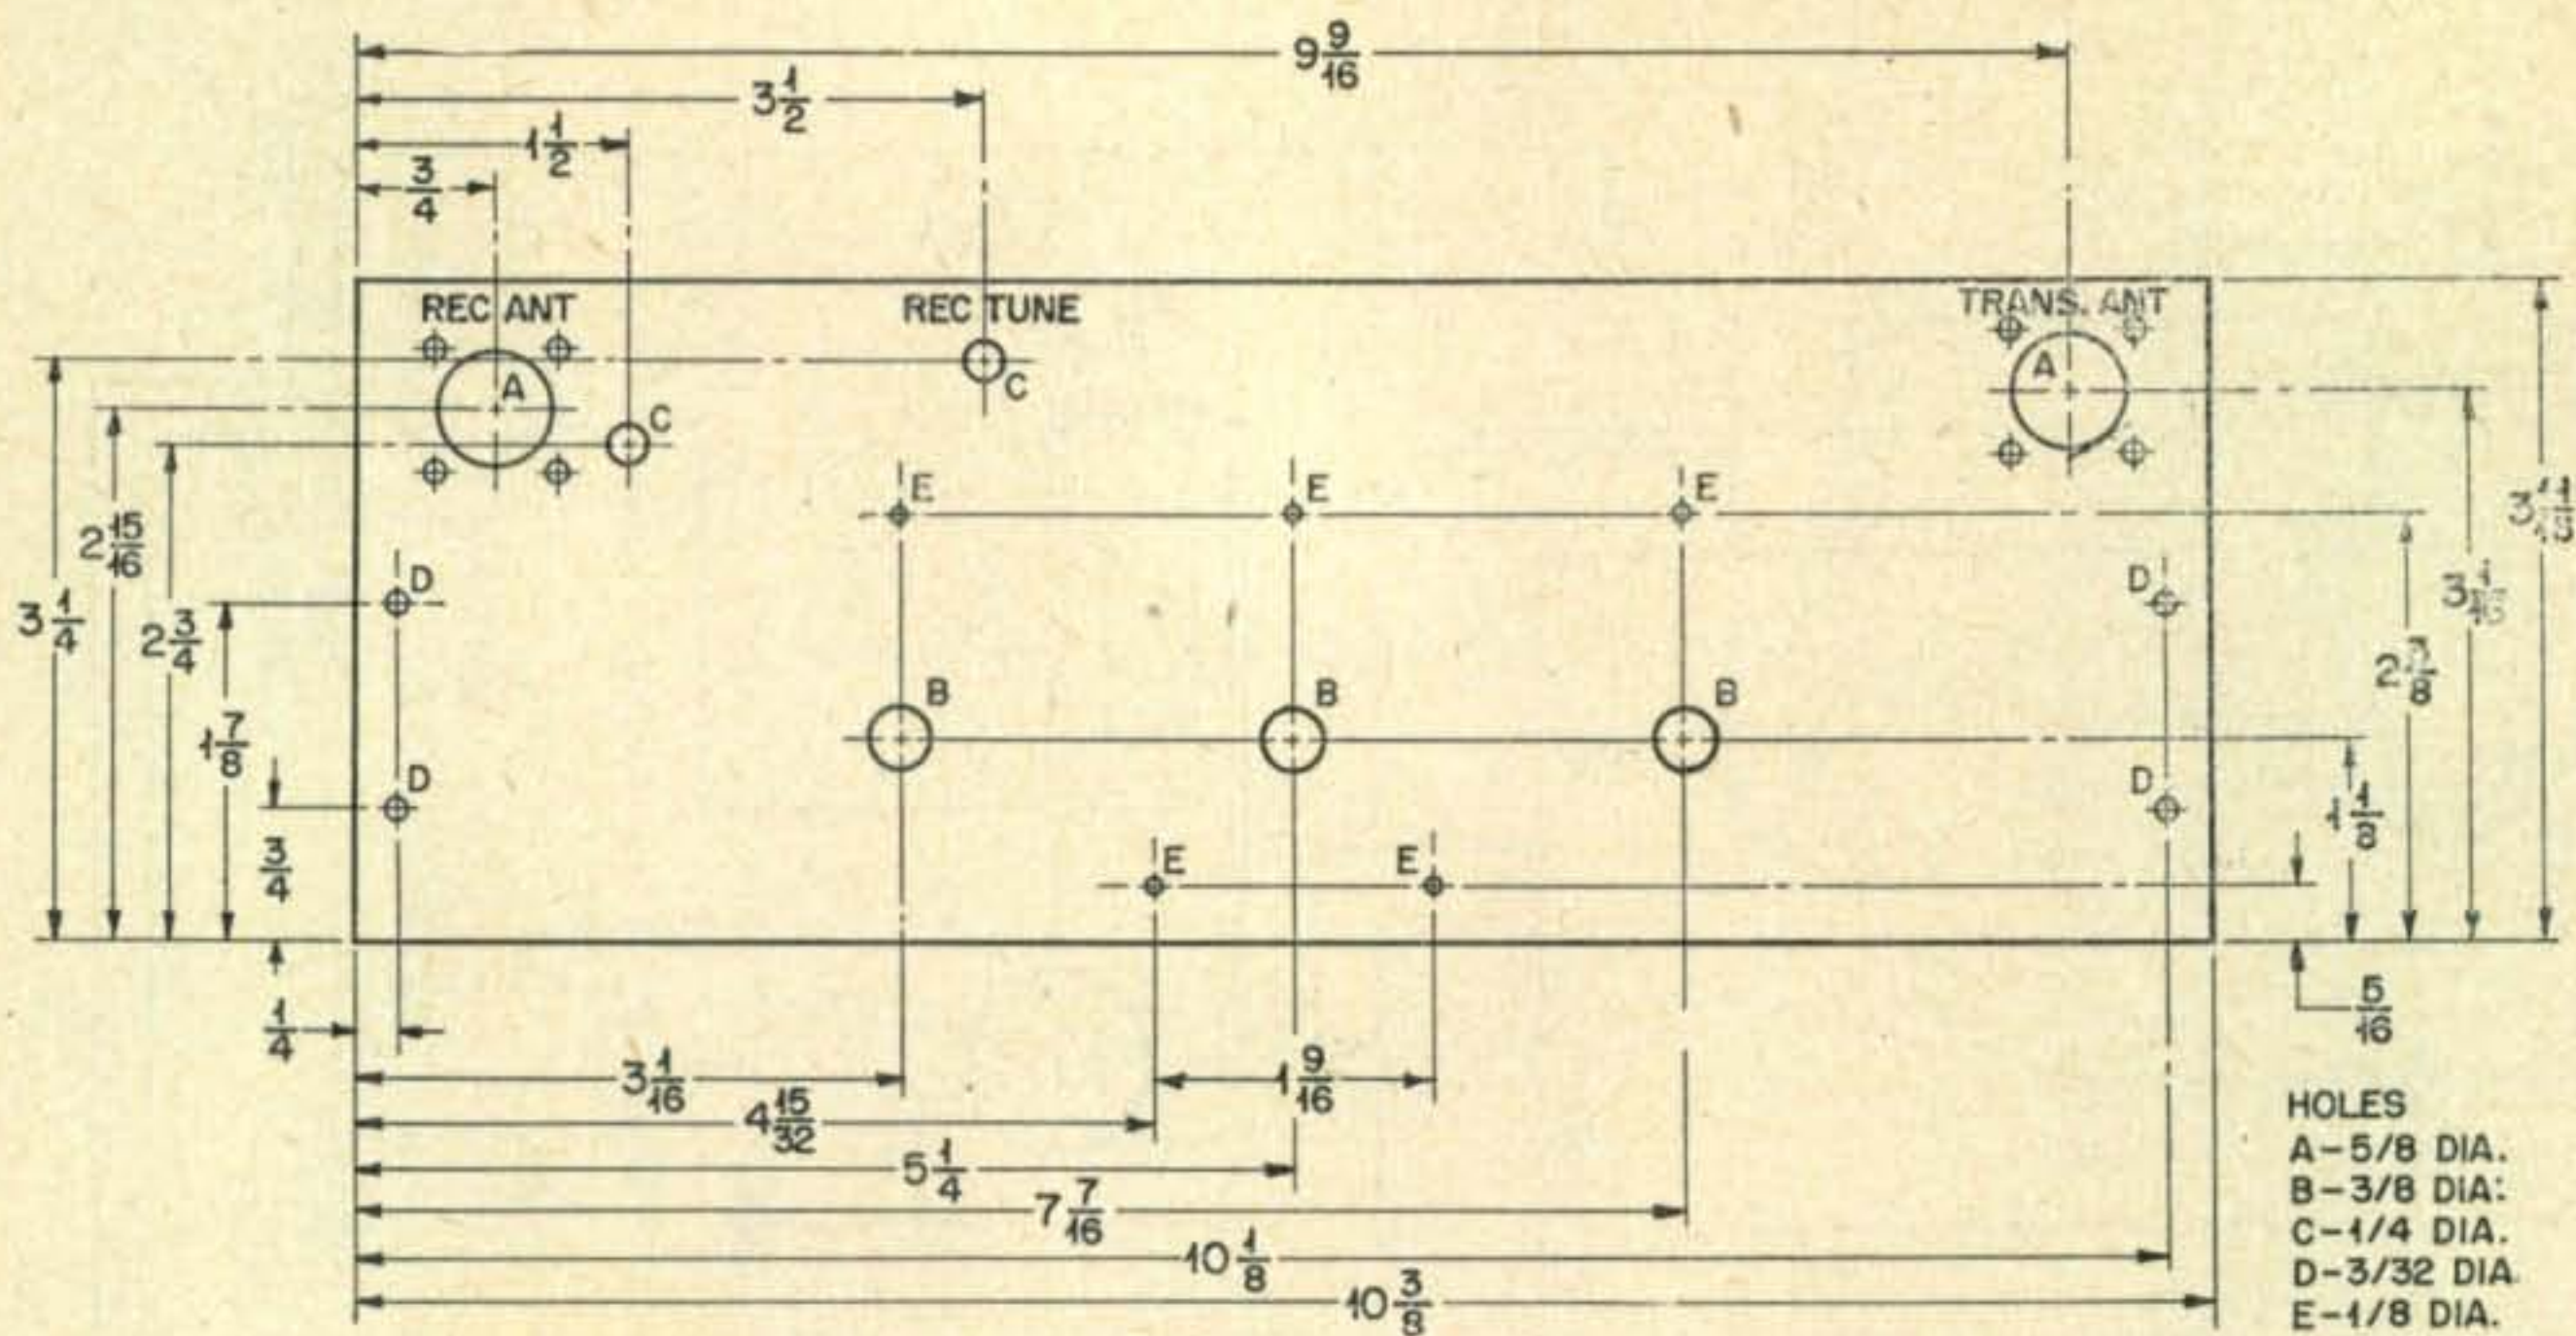 9 9/16
3 1/2
1 1/2
3/4
REC ANT
REC TUNE
TRANS. ANT
A
C
C
A
E
E
E
D
D
B
B
B
D
D
E
E
3 1/4
2 15/16
2 3/4
1 7/8
3/4
1/4
3 1/16
2
1 1/8
5/16
3 1/16
1 9/16
4 15/32
5 1/4
7 7/16
10 1/8
10 3/8
HOLES
A-5/8 DIA.
B-3/8 DIA.
C-1/4 DIA.
D-3/32 DIA
E-1/8 DIA.